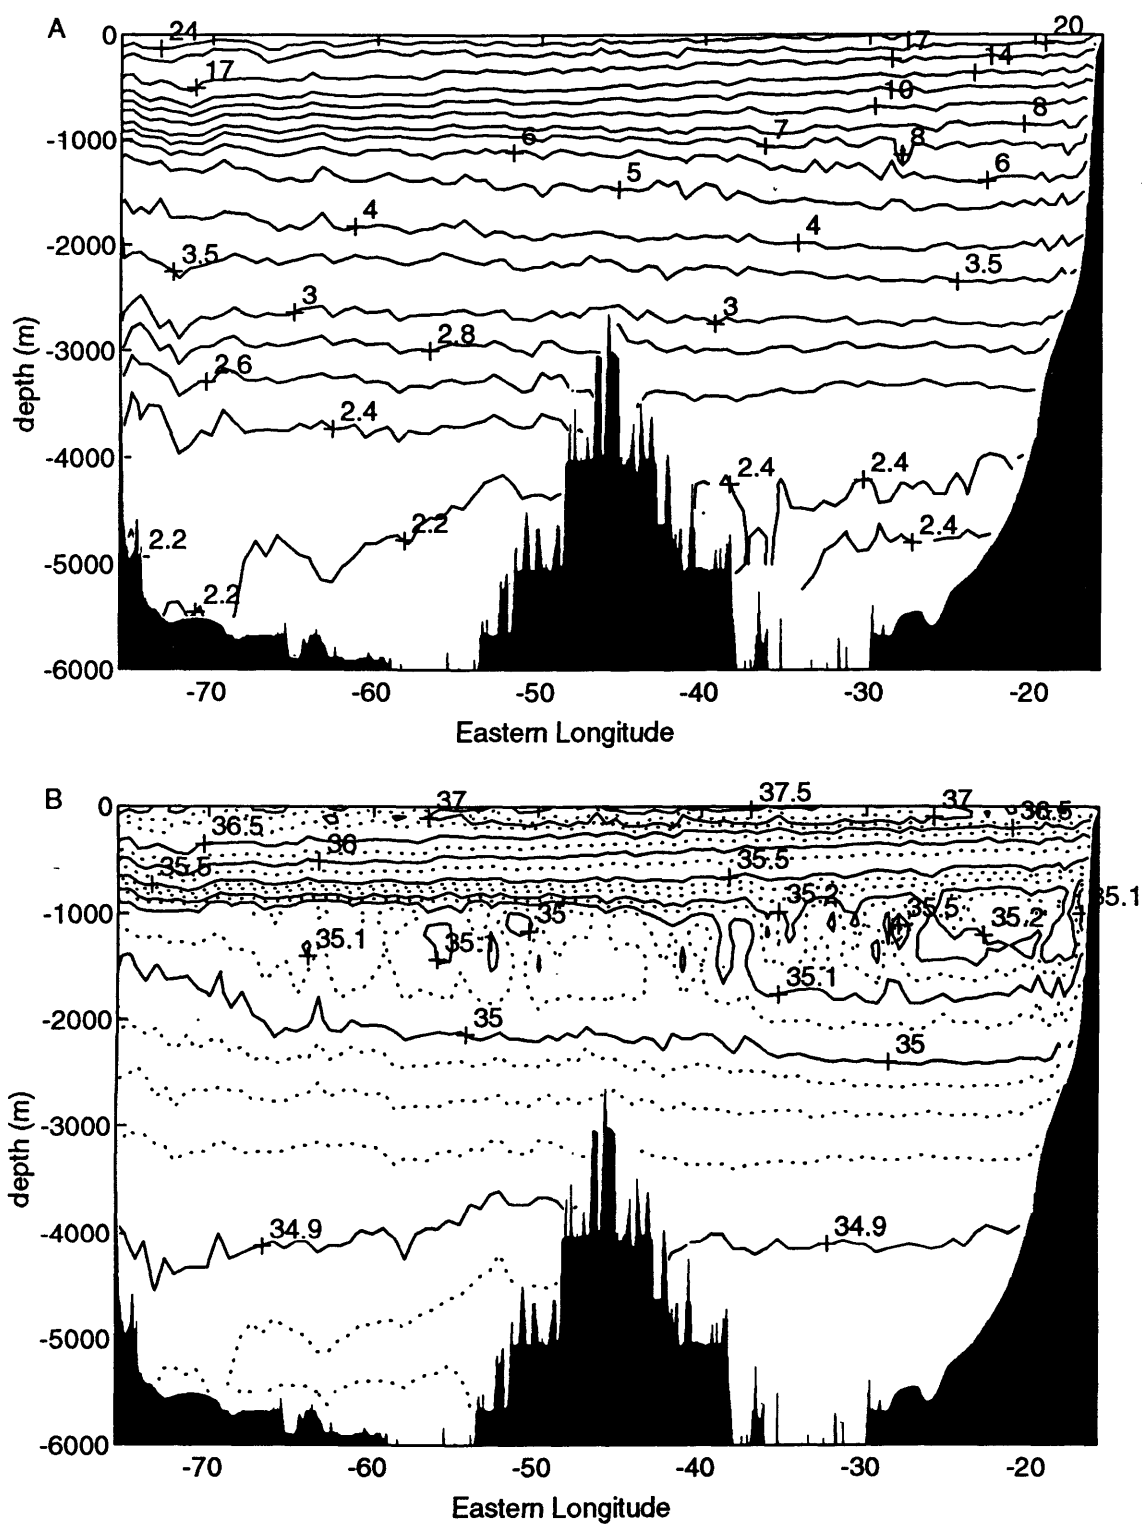 A
24 7 20
0
17 14
10
8
-1000 6 7 8
6
5
4 4
-2000
3.5 3.5
3 3
2.8
-3000
2.6
2.4
-4000
2.4 2.4
2.2 2.4
2.2
-5000
2.2
-6000
depth (m)
-70 -60 -50 -40 -30 -20
Eastern Longitude
B
0 37 37.5 37 36.5
36.5
36
35.5 35.5
35.2 35.1
-1000 35 35.5 35.2
35.1 35.1
35.1
-2000 35
35
-3000
-4000 34.9 34.9
-5000
-6000
depth (m)
-70 -60 -50 -40 -30 -20
Eastern Longitude